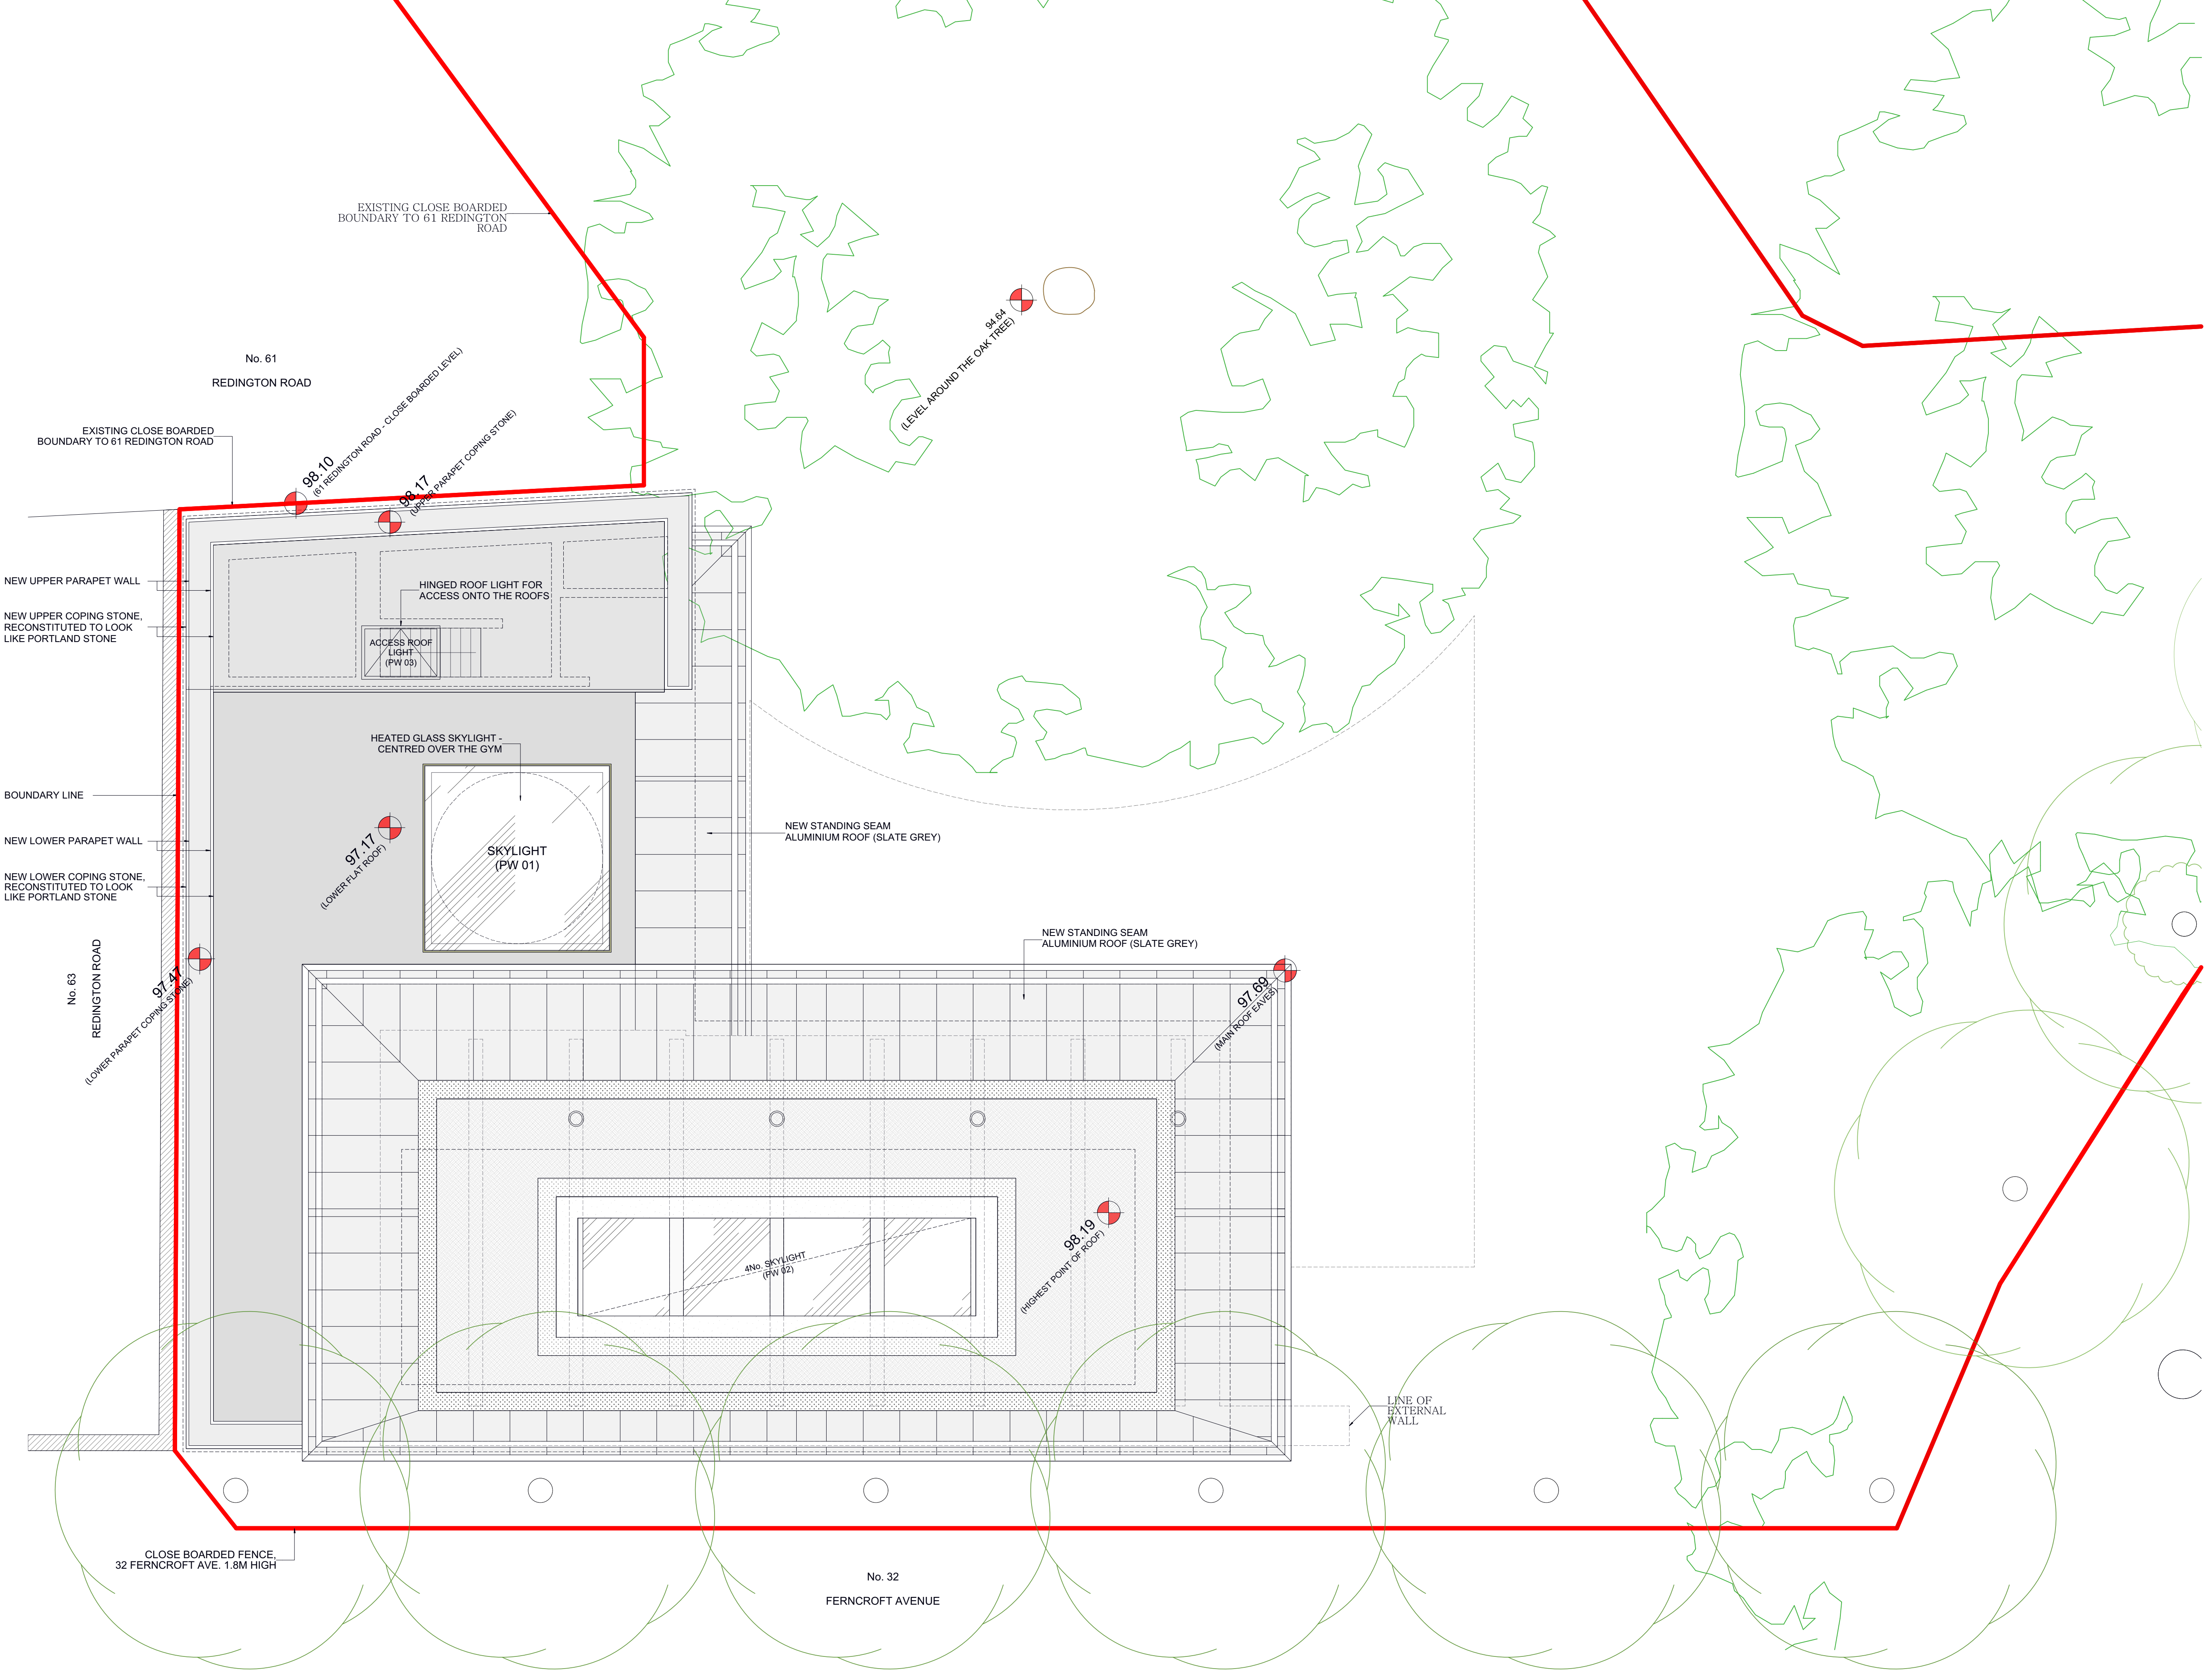 EXISTING CLOSE BOARDED
BOUNDARY TO 61 REDINGTON
ROAD
94.64
(LEVEL AROUND THE OAK TREE)
No. 61
REDINGTON ROAD
EXISTING CLOSE BOARDED
BOUNDARY TO 61 REDINGTON ROAD
98.10
(61 REDINGTON ROAD - CLOSE BOARDED LEVEL)
98.17
(UPPER PARAPET COPING STONE)
NEW UPPER PARAPET WALL
HINGED ROOF LIGHT FOR
ACCESS ONTO THE ROOFS
NEW UPPER COPING STONE,
RECONSTITUTED TO LOOK
LIKE PORTLAND STONE
ACCESS ROOF
LIGHT
(PW 03)
HEATED GLASS SKYLIGHT -
CENTRED OVER THE GYM
BOUNDARY LINE
NEW STANDING SEAM
ALUMINIUM ROOF (SLATE GREY)
NEW LOWER PARAPET WALL
97.17
(LOWER FLAT ROOF)
SKYLIGHT
(PW 01)
NEW LOWER COPING STONE,
RECONSTITUTED TO LOOK
LIKE PORTLAND STONE
NEW STANDING SEAM
ALUMINIUM ROOF (SLATE GREY)
No. 63
REDINGTON ROAD
97.47
(LOWER PARAPET COPING STONE)
97.69
(MAIN ROOF EAVES)
98.19
(HIGHEST POINT OF ROOF)
4No. SKYLIGHT
(PW 02)
LINE OF
EXTERNAL
WALL
CLOSE BOARDED FENCE,
32 FERNCROFT AVE. 1.8M HIGH
No. 32
FERNCROFT AVENUE